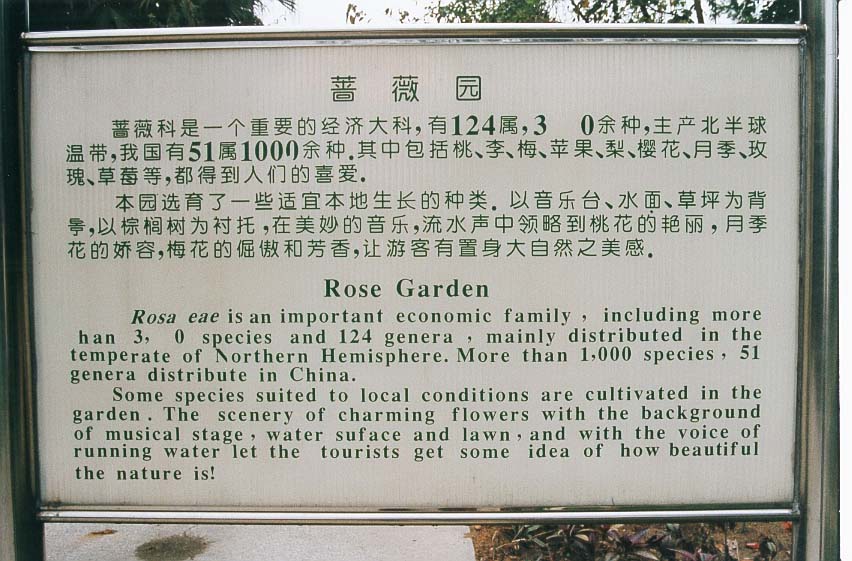 蔷薇园
蔷薇科是一个重要的经济大科,有124属,3 0余种,主产北半球
温带,我国有51属1000余种.其中包括桃、李、梅、苹果、梨、樱花、月季、玫
瑰、草莓等,都得到人们的喜爱.
本园选育了一些适宜本地生长的种类. 以音乐台、水面、草坪为背
景,以棕榈树为衬托,在美妙的音乐,流水声中领略到桃花的艳丽,月季
花的娇容,梅花的倔傲和芳香,让游客有置身大自然之美感.
Rose Garden
Rosa eae is an important economic family , including more
han 3, 0 species and 124 genera , mainly distributed in the
temperate of Northern Hemisphere. More than 1,000 species , 51
genera distribute in China.
Some species suited to local conditions are cultivated in the
garden . The scenery of charming flowers with the background
of musical stage , water suface and lawn , and with the voice of
running water let the tourists get some idea of how beautiful
the nature is!